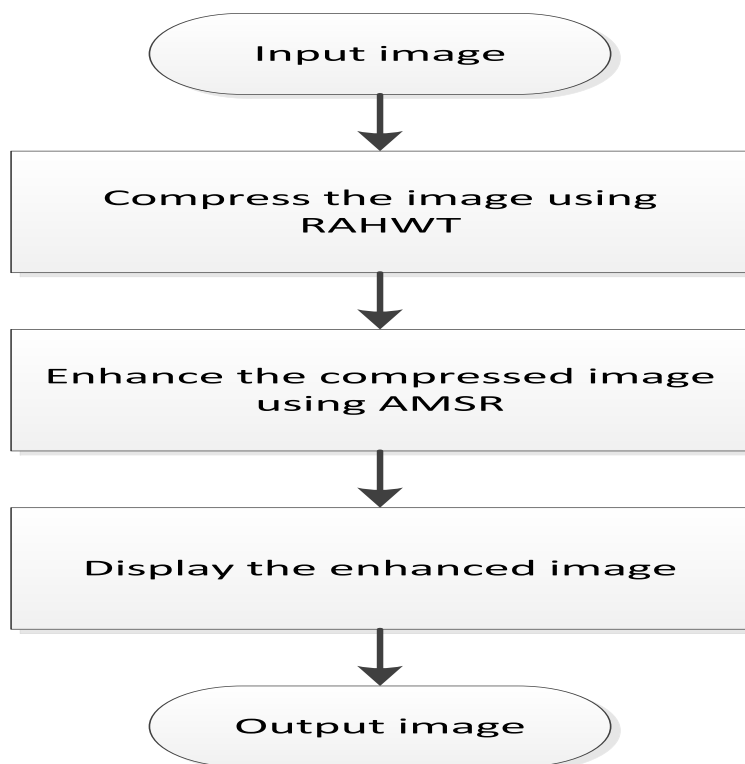 Input image
Compress the image using
RAHWT
Enhance the compressed image
using AMSR
Display the enhanced image
Output image